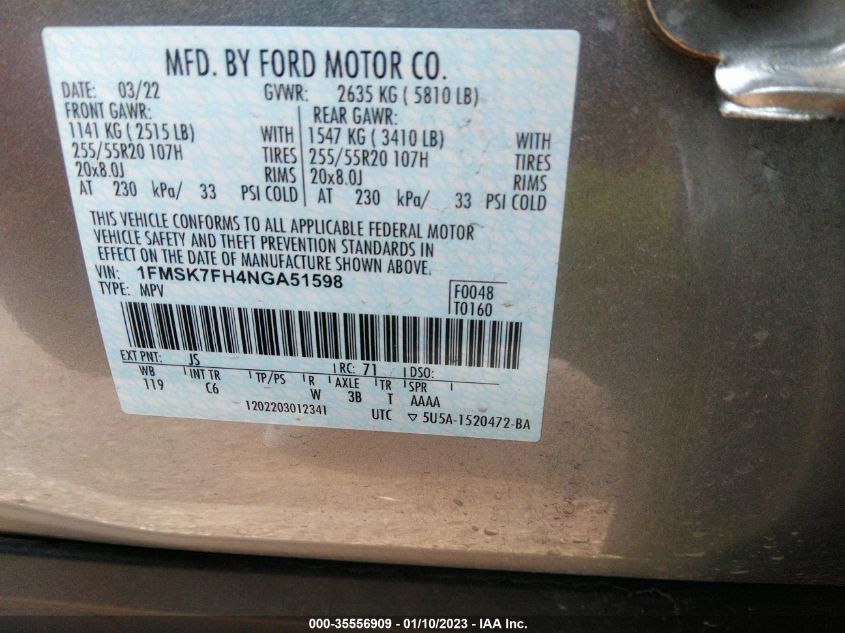 MFD. BY FORD MOTOR CO.
DATE: 03/22 GVWR: 2635 KG ( 5810 LB)
FRONT GAWR: REAR GAWR:
1141 KG ( 2515 LB) WITH 1547 KG ( 3410 LB) WITH
255/55R20 107H TIRES 255/55R20 107H TIRES
20x8.0J RIMS 20x8.0J RIMS
AT 230 kPa/ 33 PSI COLD AT 230 kPa/ 33 PSI COLD
THIS VEHICLE CONFORMS TO ALL APPLICABLE FEDERAL MOTOR
VEHICLE SAFETY AND THEFT PREVENTION STANDARDS IN
EFFECT ON THE DATE OF MANUFACTURE SHOWN ABOVE.
VIN: 1FMSK7FH4NGA51598
TYPE: MPV
F0048
T0160
EXT PNT: JS RC: 71 DSO:
WB INT TR TP/PS R AXLE TR SPR
119 C6 W 3B T AAAA
1202203012341 UTC ▽ 5U5A-1520472-BA
000-35556909 - 01/10/2023 - IAA Inc.